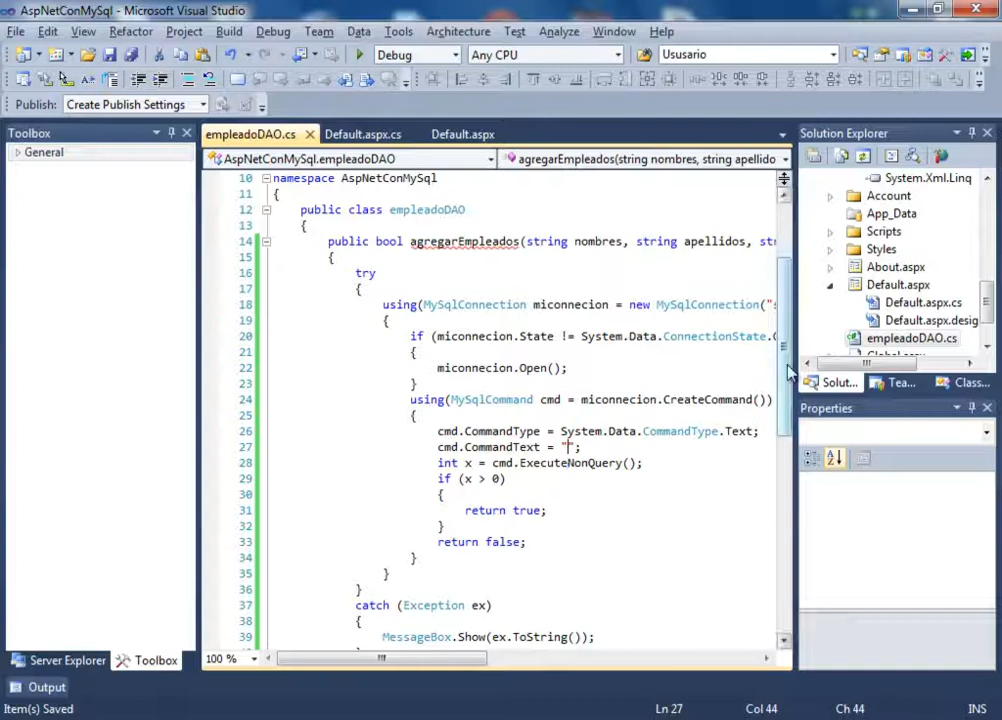 AspNetConMySql - Microsoft Visual Studio
File Edit View Refactor Project Build Debug Team Data Tools Architecture Test Analyze Window Help
Debug Any CPU Ususario
Publish: Create Publish Settings
Toolbox
General
empleadoDAO.cs Default.aspx.cs Default.aspx
AspNetConMySql.empleadoDAO agregarEmpleados(string nombres, string apellido
10 namespace AspNetConMySql
11 {
12 public class empleadoDAO
13 {
14 public bool agregarEmpleados(string nombres, string apellidos, str
15 {
16 try
17 {
18 using(MySqlConnection miconnecion = new MySqlConnection("s
19 {
20 if (miconnecion.State != System.Data.ConnectionState.O
21 {
22 miconnecion.Open();
23 }
24 using(MySqlCommand cmd = miconnecion.CreateCommand())
25 {
26 cmd.CommandType = System.Data.CommandType.Text;
27 cmd.CommandText = "";
28 int x = cmd.ExecuteNonQuery();
29 if (x > 0)
30 {
31 return true;
32 }
33 return false;
34 }
35 }
36 }
37 catch (Exception ex)
38 {
39 MessageBox.Show(ex.ToString());
100 %
Solution Explorer
System.Xml.Linq
Account
App_Data
Scripts
Styles
About.aspx
Default.aspx
Default.aspx.cs
Default.aspx.desig
empleadoDAO.cs
Solut... Tea... Class...
Properties
Server Explorer Toolbox
Output
Item(s) Saved Ln 27 Col 44 Ch 44 INS